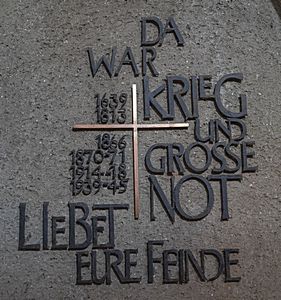 DA
WAR
KRIEG
1639
1813
UND
1866
GROSSE
1870-71
1914-18
NOT
1939-45
LIEBET
EURE FEINDE